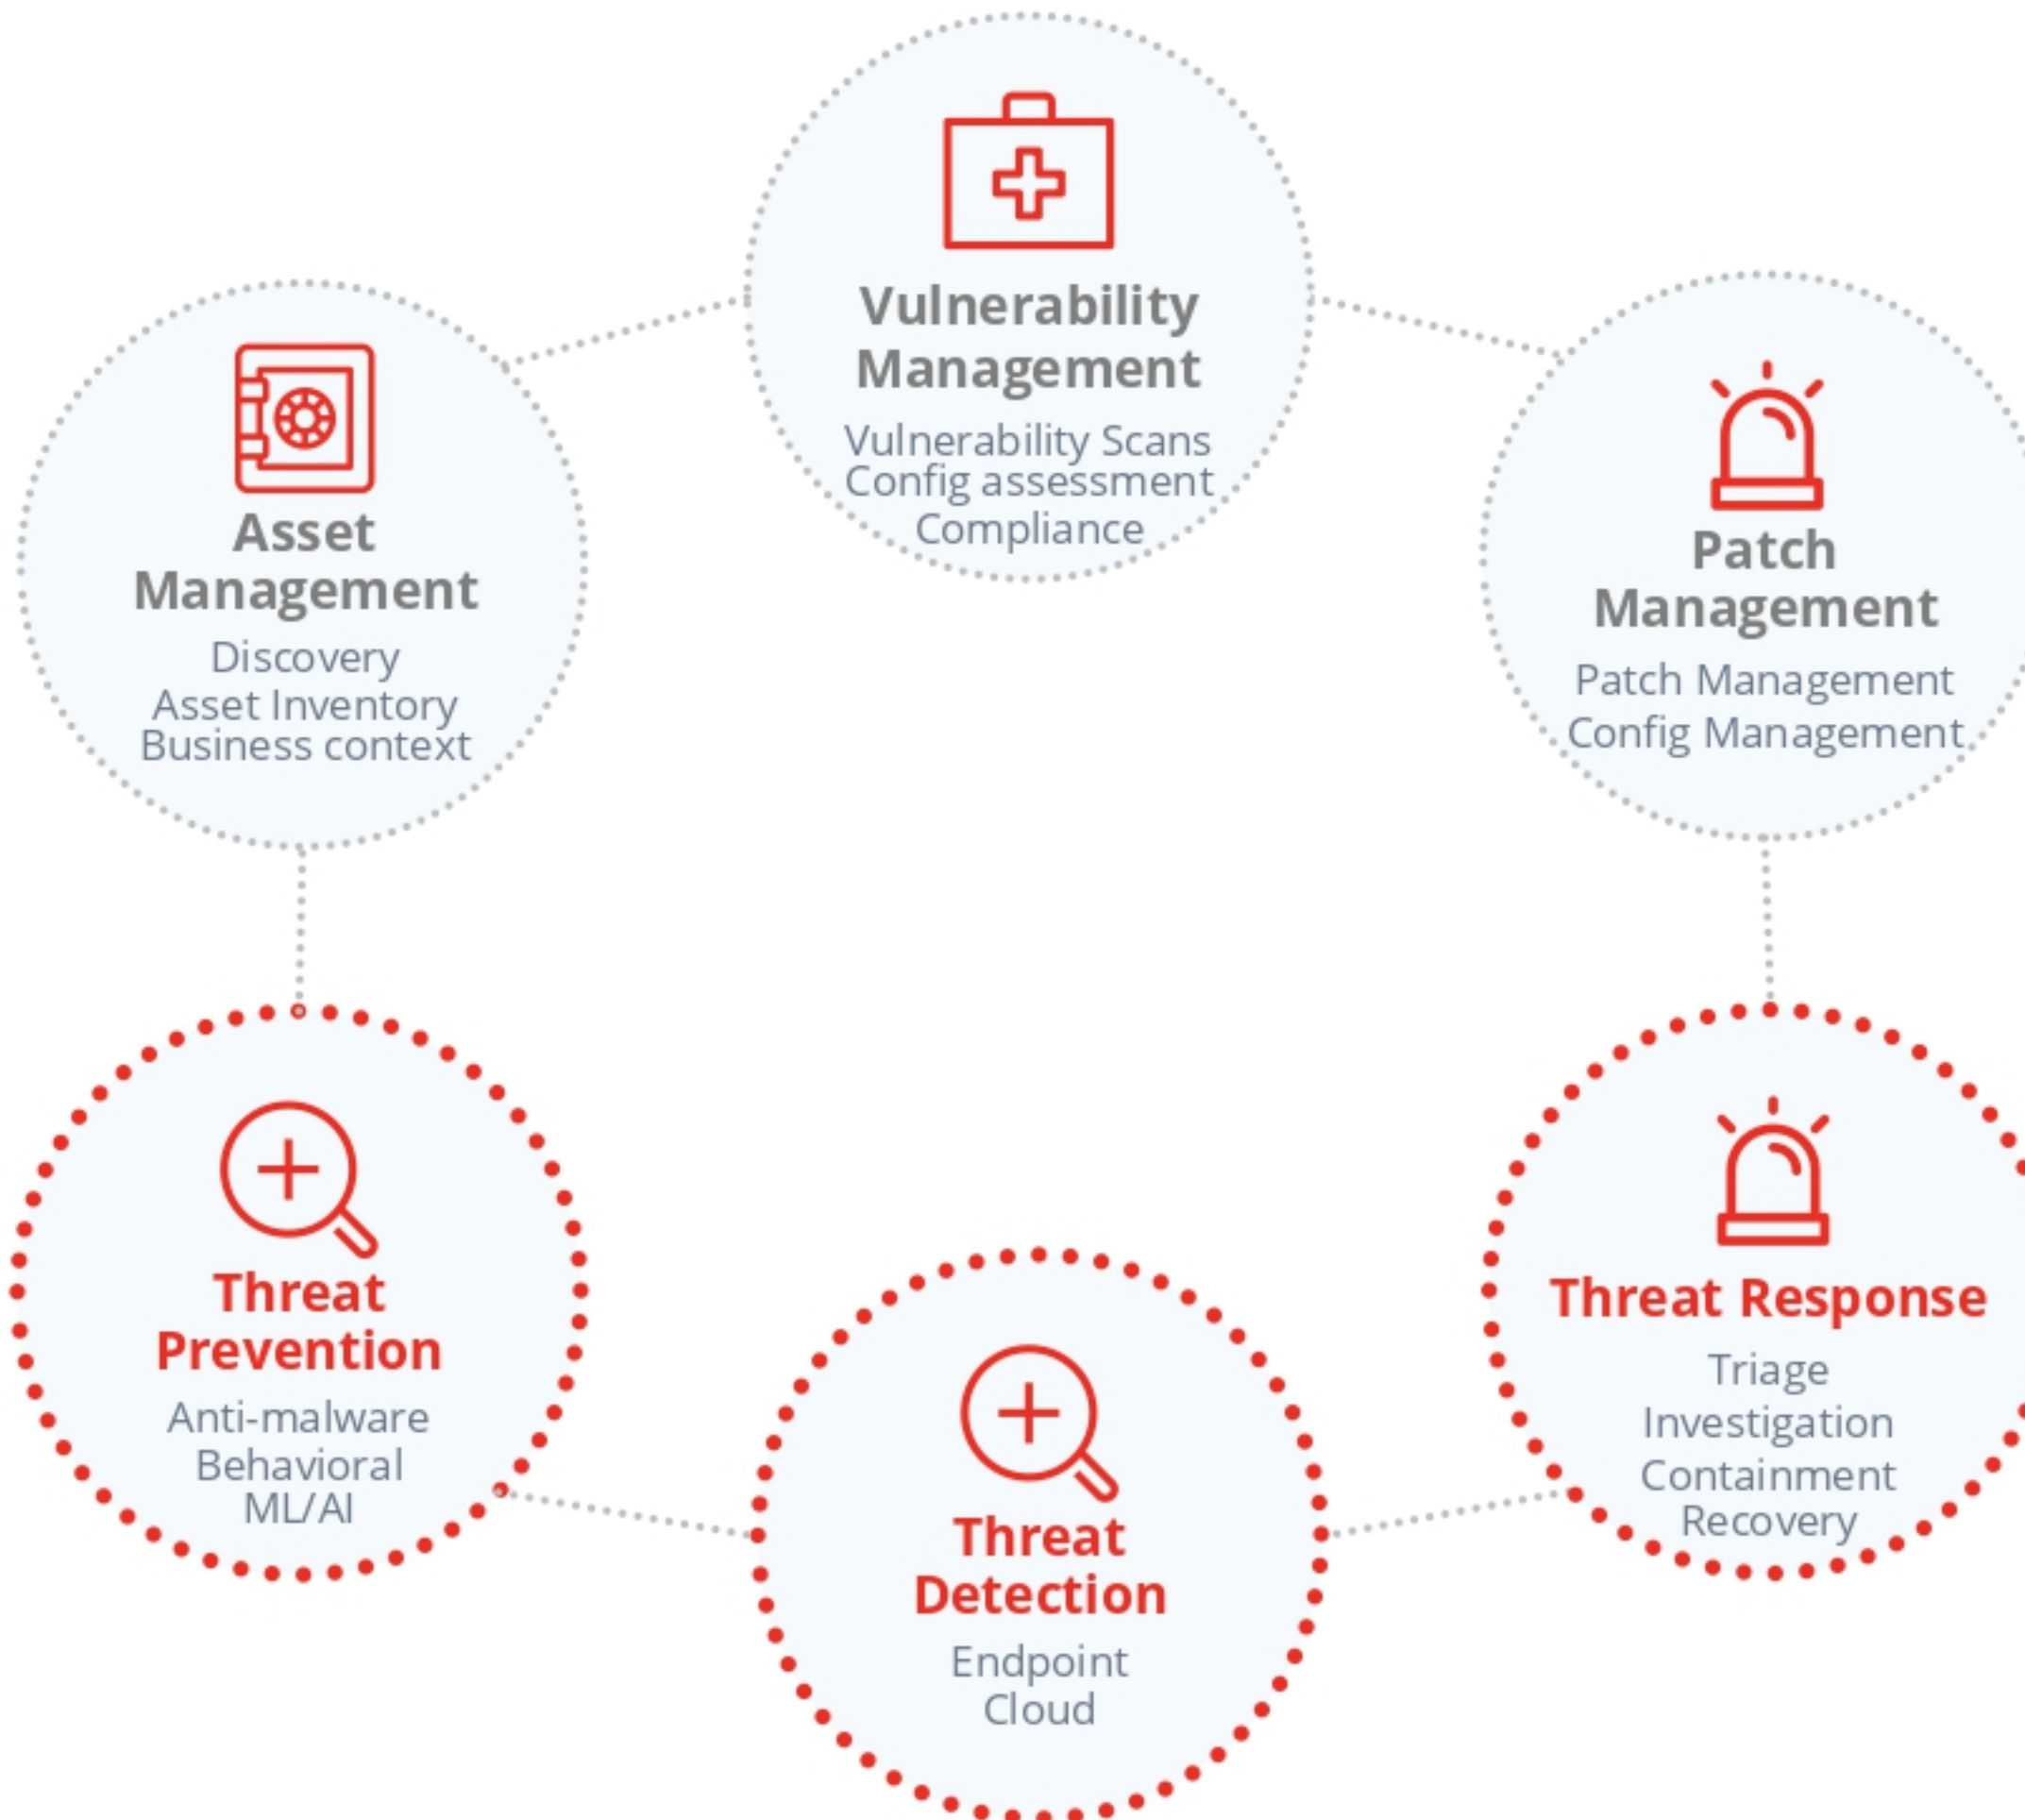 Vulnerability
Management
Vulnerability Scans
Config assessment
Compliance
Asset
Management
Discovery
Asset Inventory
Business context
Patch
Management
Patch Management
Config Management
Threat
Prevention
Anti-malware
Behavioral
ML/AI
Threat
Detection
Endpoint
Cloud
Threat Response
Triage
Investigation
Containment
Recovery